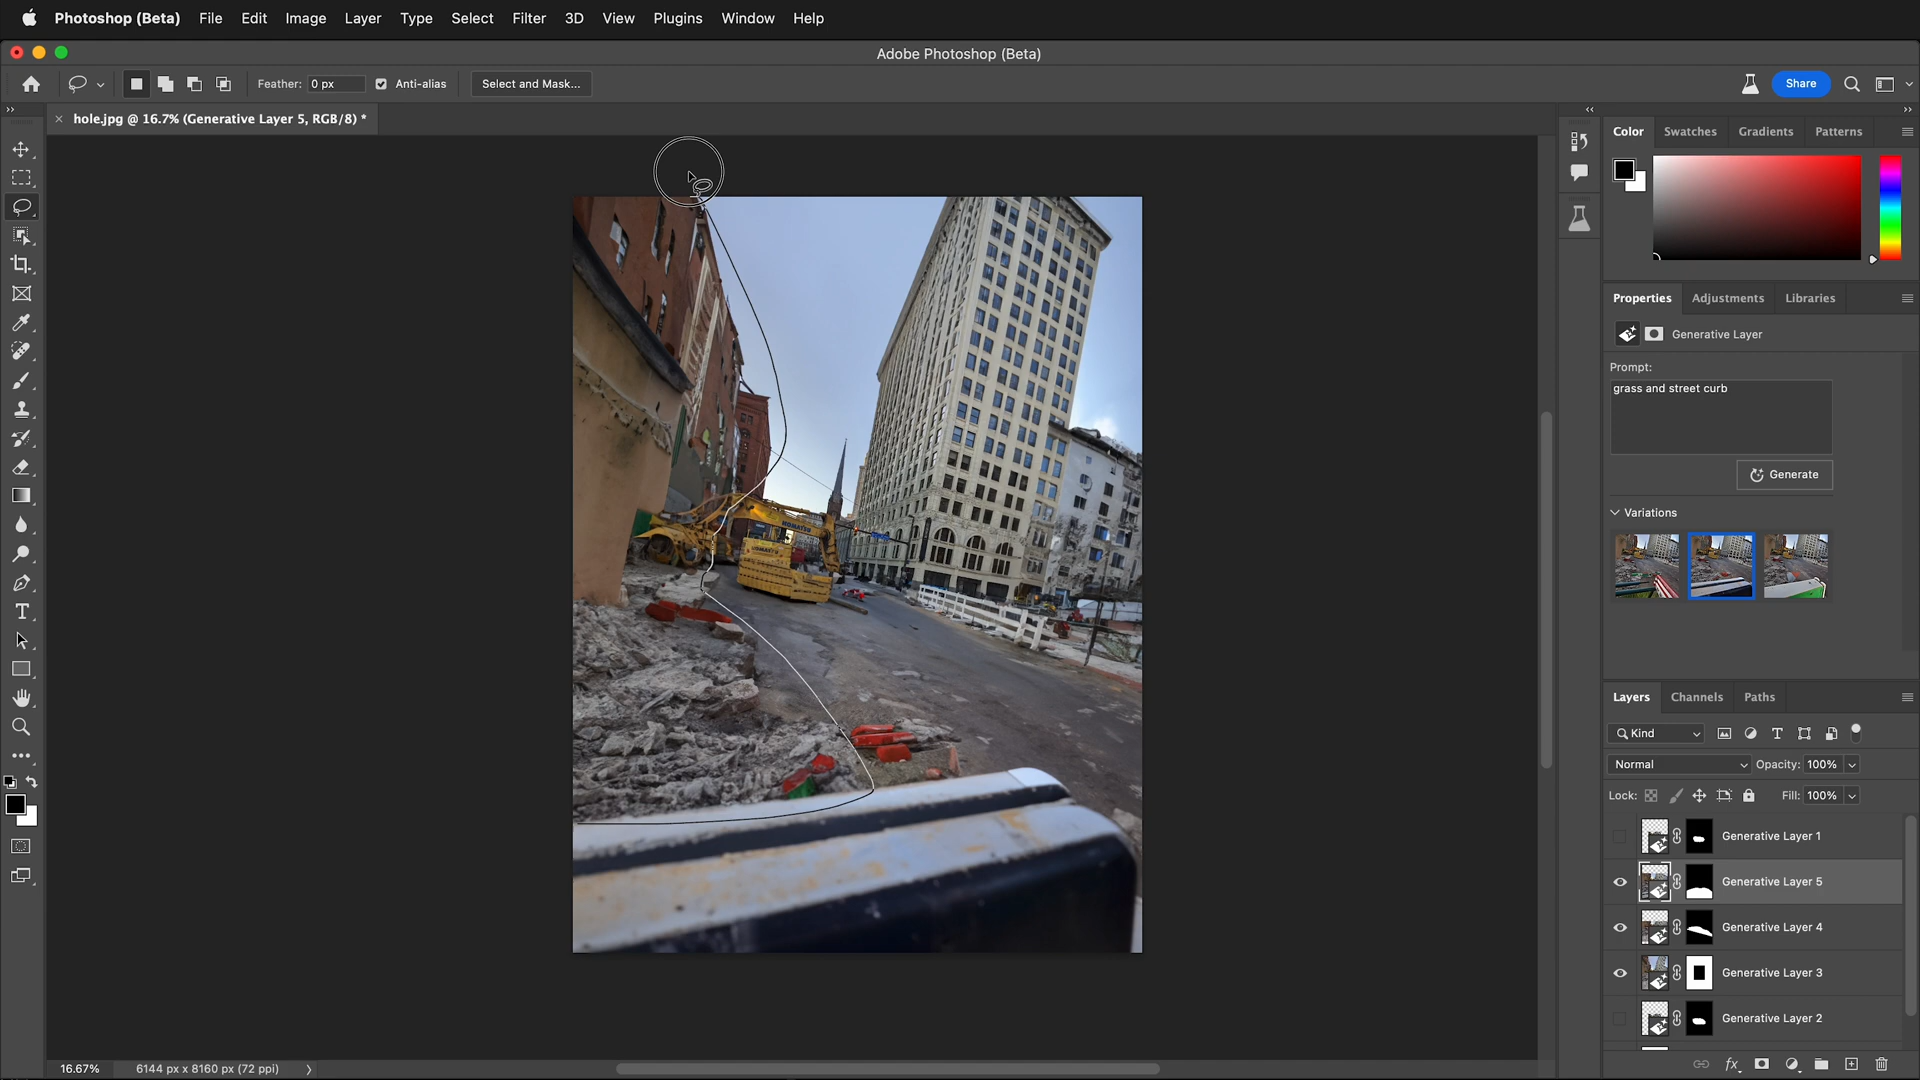 Photoshop (Beta) File Edit Image Layer Type Select Filter 3D View Plugins Window Help
Adobe Photoshop (Beta)
Feather: 0 px Anti-alias Select and Mask... Share
hole.jpg @ 16.7% (Generative Layer 5, RGB/8) *
Color Swatches Gradients Patterns
Properties Adjustments Libraries
Generative Layer
Prompt:
grass and street curb
Generate
Variations
KOMATSU
KOMATSU
Layers Channels Paths
Kind
Normal Opacity: 100%
Lock: Fill: 100%
Generative Layer 1
Generative Layer 5
Generative Layer 4
Generative Layer 3
Generative Layer 2
16.67% 6144 px x 8160 px (72 ppi)